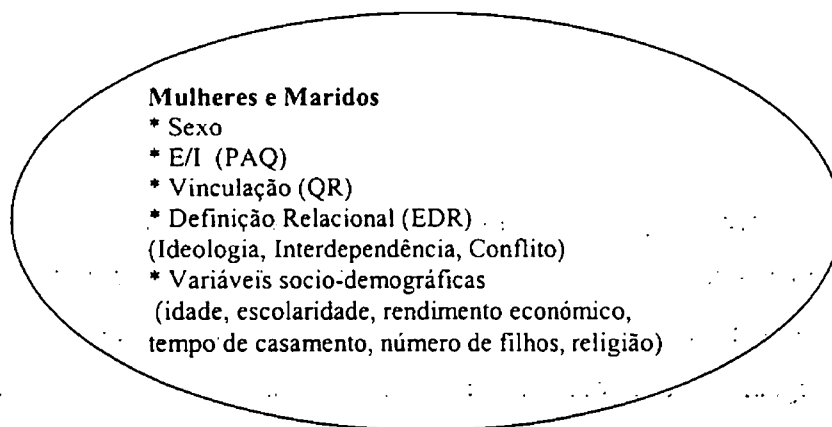 Mulheres e Maridos
* Sexo
* E/I (PAQ)
* Vinculação (QR)
* Definição Relacional (EDR)
(Ideologia, Interdependência, Conflito)
* Variáveis socio-demográficas
(idade, escolaridade, rendimento económico,
tempo de casamento, número de filhos, religião)